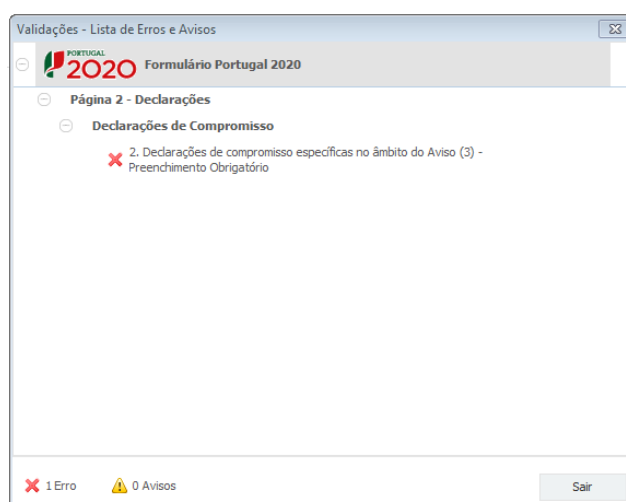 Validações - Lista de Erros e Avisos
PORTUGAL
2020
Formulário Portugal 2020
Página 2 - Declarações
Declarações de Compromisso
2. Declarações de compromisso específicas no âmbito do Aviso (3) -
Preenchimento Obrigatório
1 Erro
0 Avisos
Sair